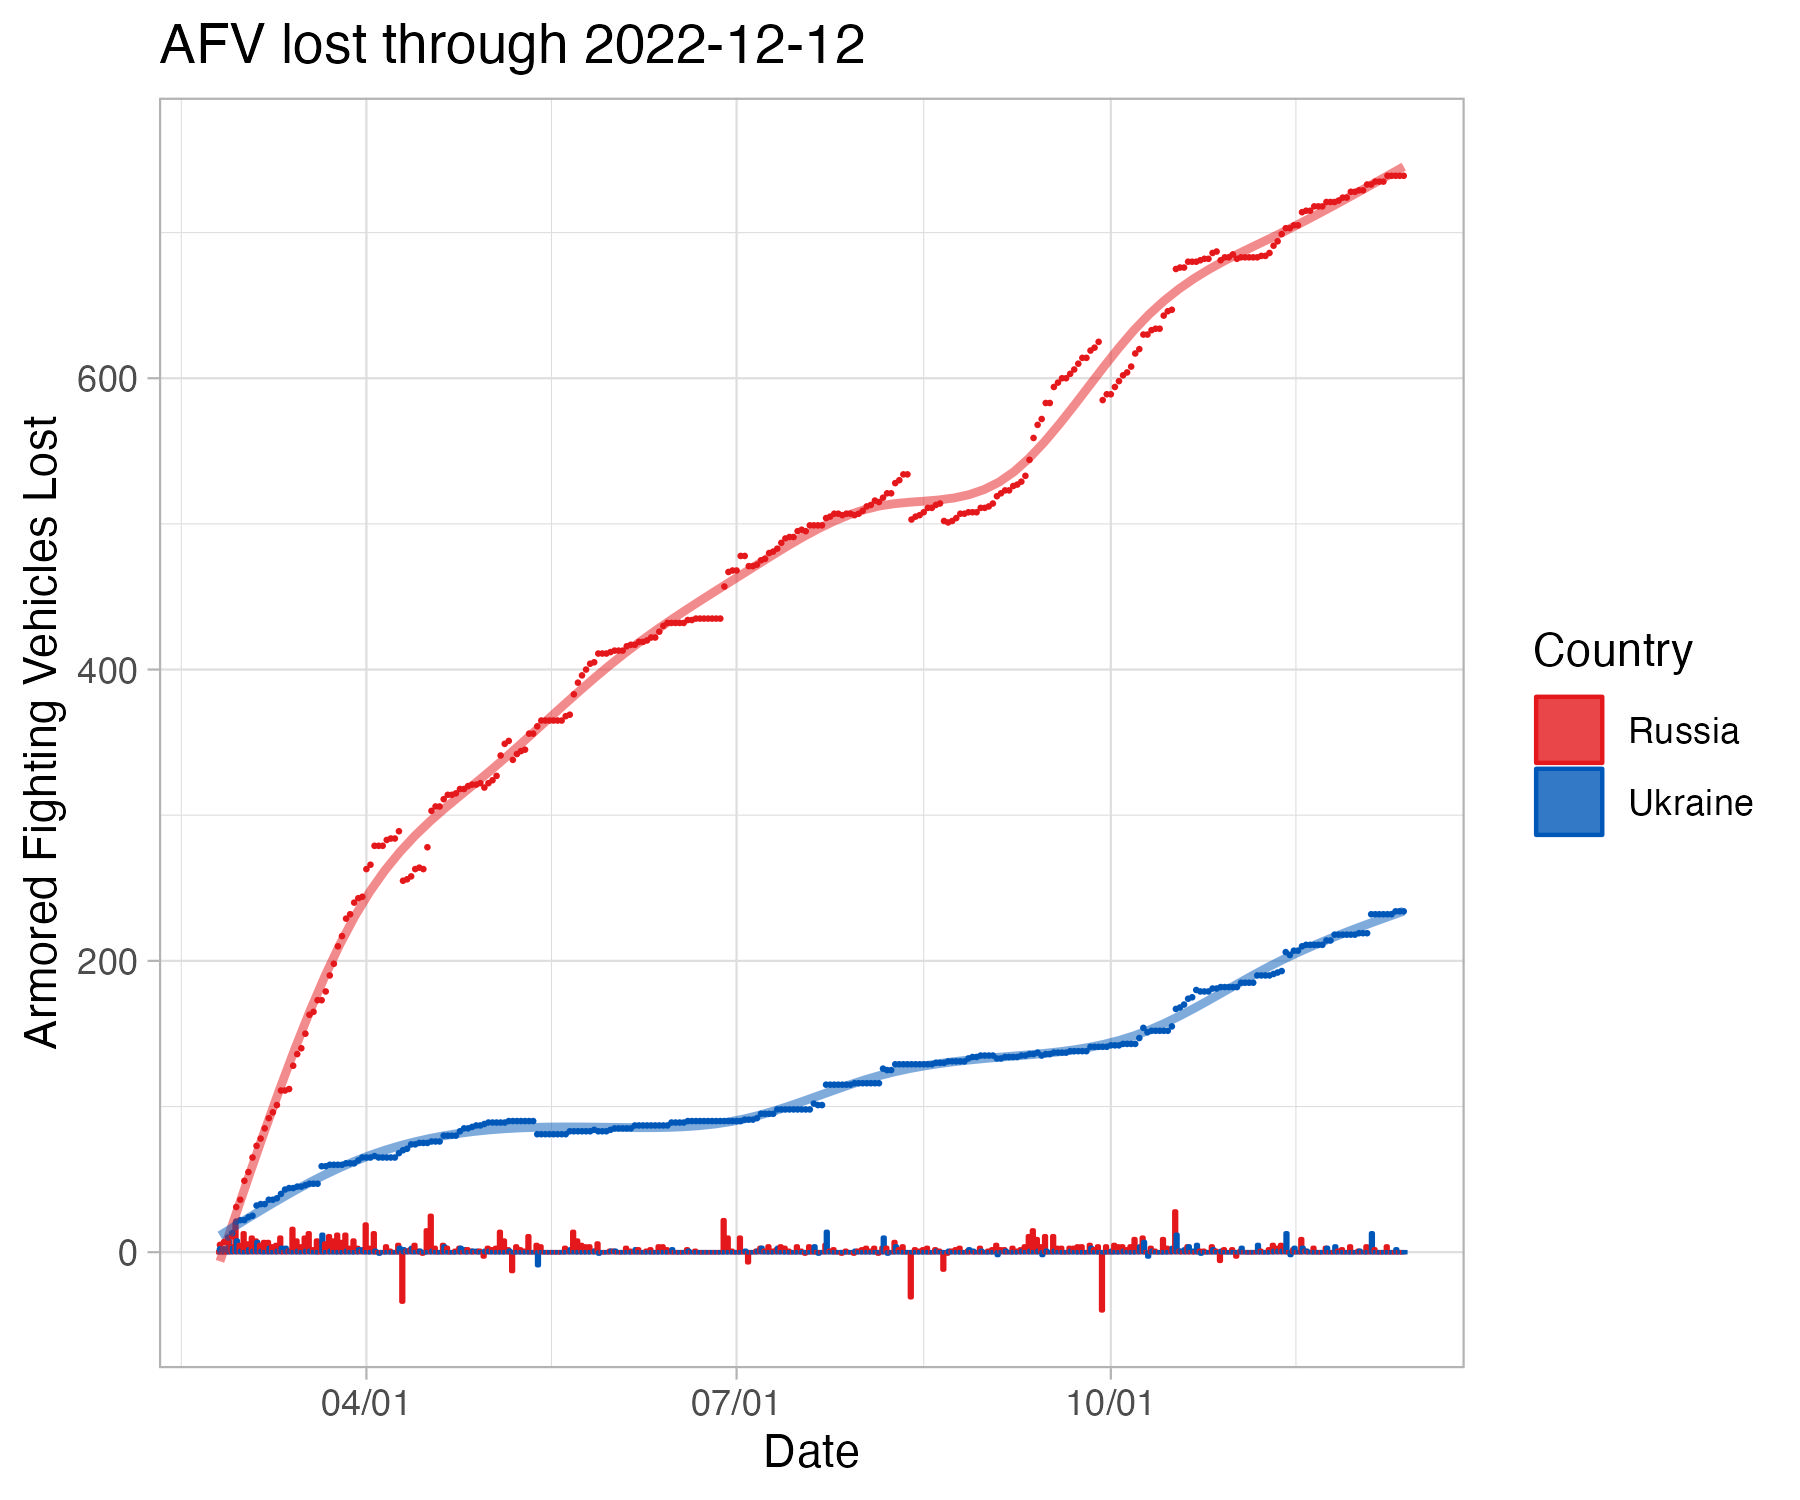 AFV lost through 2022-12-12
Armored Fighting Vehicles Lost
600
400
200
0
04/01
07/01
10/01
Date
Country
Russia
Ukraine